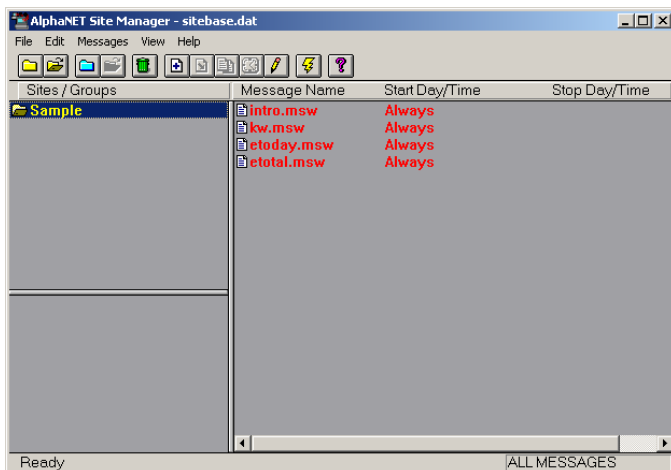 AlphaNET Site Manager - sitebase.dat
File Edit Messages View Help
Sites / Groups Message Name Start Day/Time Stop Day/Time
Sample intro.msw Always
kw.msw Always
etoday.msw Always
etotal.msw Always
Ready ALL MESSAGES